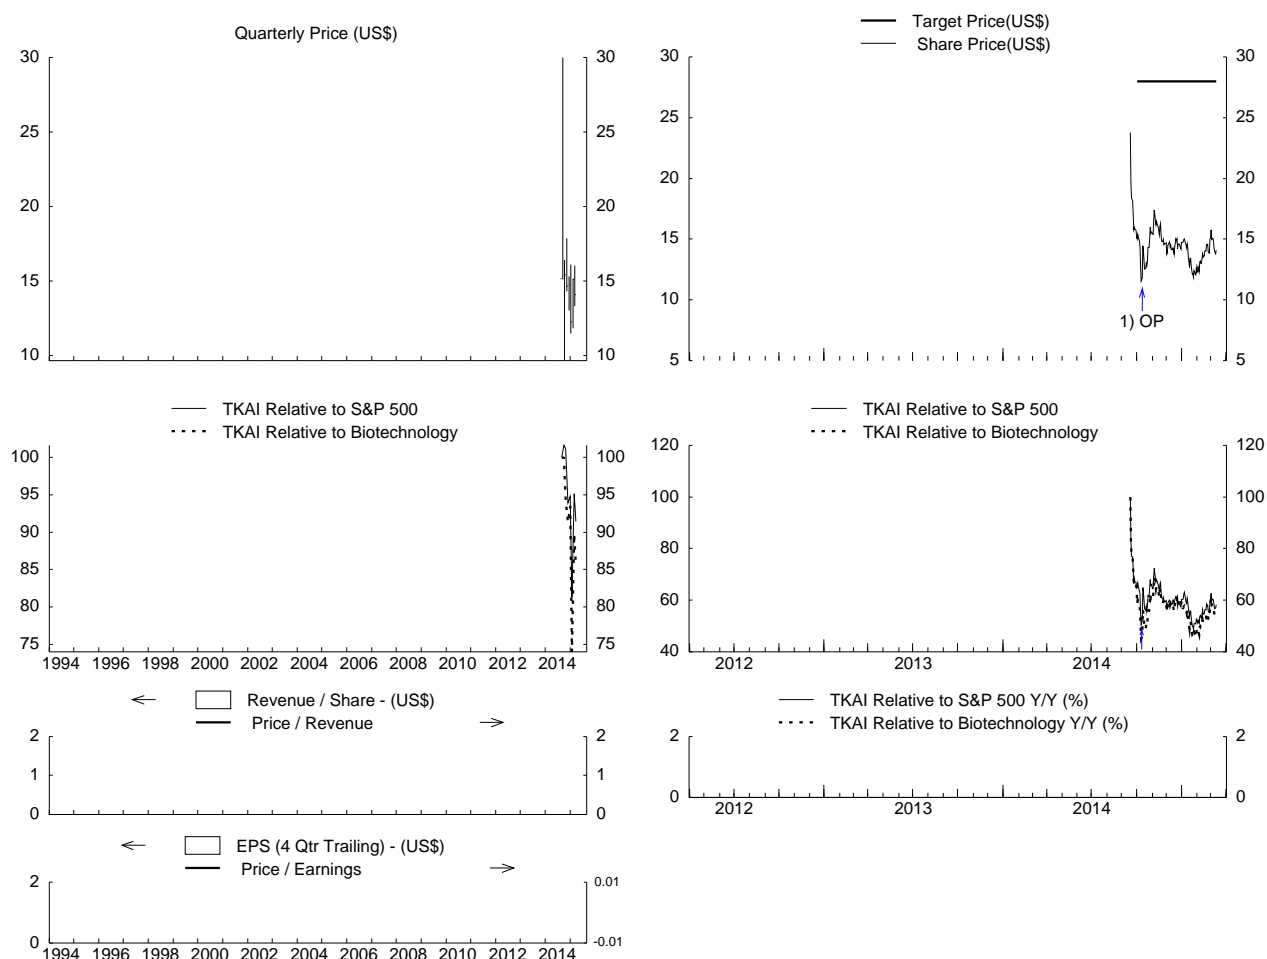 Quarterly Price (US$)
30 30
25 25
20 20
15 15
10 10
Target Price(US$)
Share Price(US$)
30 30
25 25
20 20
15 15
10 10
1) OP
5 5
TKAI Relative to S&P 500
TKAI Relative to Biotechnology
100 100
95 95
90 90
85 85
80 80
75 75
1994 1996 1998 2000 2002 2004 2006 2008 2010 2012 2014
TKAI Relative to S&P 500
TKAI Relative to Biotechnology
120 120
100 100
80 80
60 60
40 40
2012 2013 2014
Revenue / Share - (US$)
Price / Revenue
2 2
1 1
0 0
TKAI Relative to S&P 500 Y/Y (%)
TKAI Relative to Biotechnology Y/Y (%)
2 2
0 0
2012 2013 2014
EPS (4 Qtr Trailing) - (US$)
Price / Earnings
2 0.01
0 -0.01
1994 1996 1998 2000 2002 2004 2006 2008 2010 2012 2014